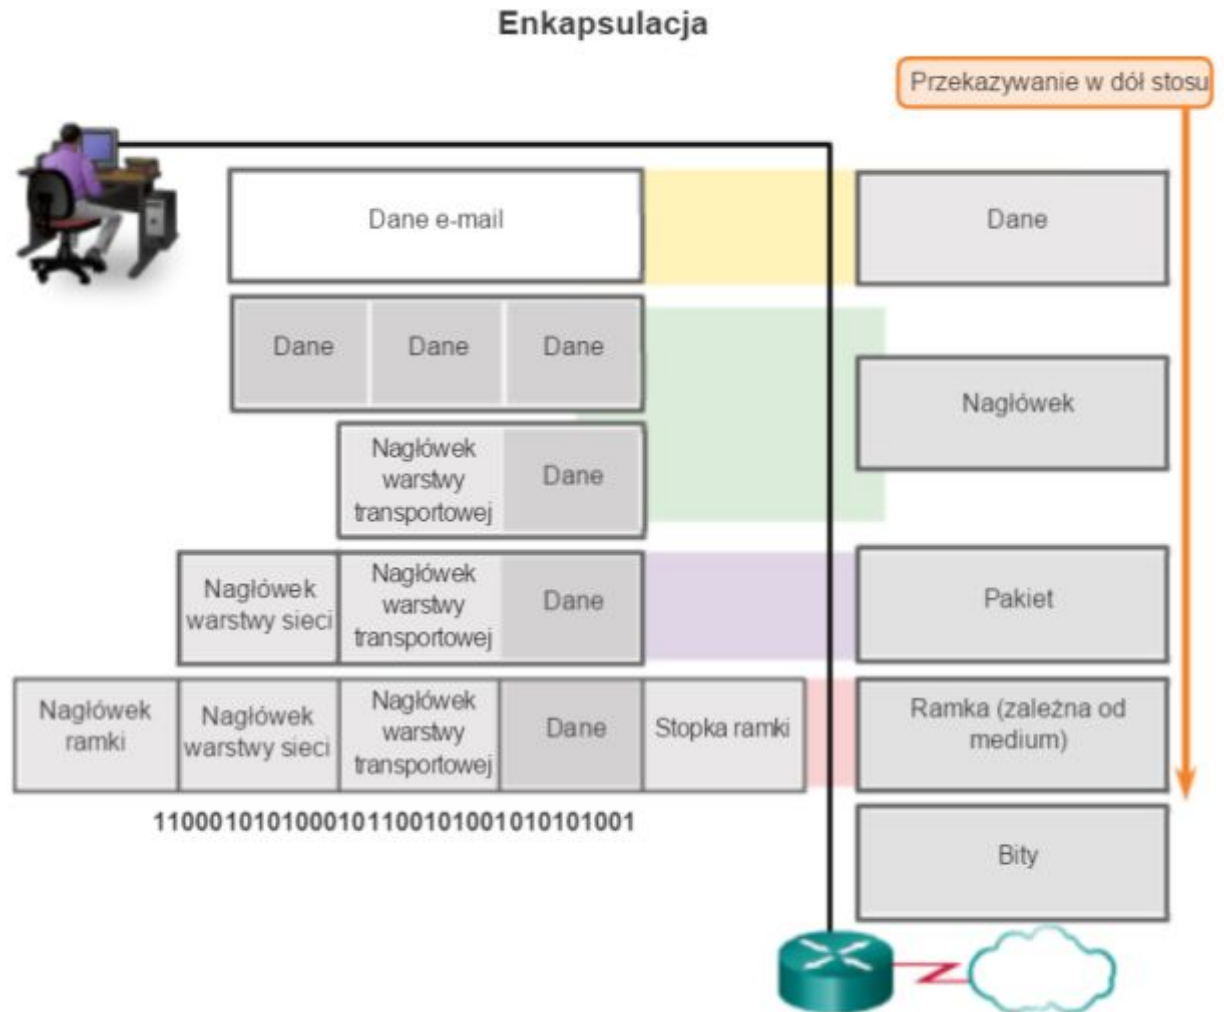 Enkapsulacja
Przekazywanie w dół stosu
Dane e-mail
Dane
Dane
Dane
Dane
Nagłówek
Nagłówek
warstwy
transportowej
Dane
Nagłówek
warstwy sieci
Nagłówek
warstwy
transportowej
Dane
Pakiet
Nagłówek
ramki
Nagłówek
warstwy sieci
Nagłówek
warstwy
transportowej
Dane
Stopka ramki
Ramka (zależna od
medium)
Bity